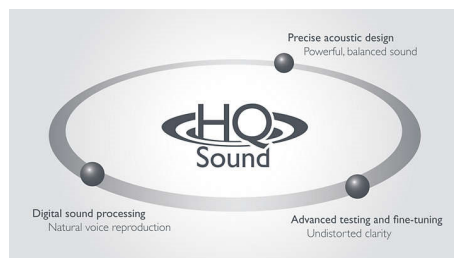 Precise acoustic design
Powerful, balanced sound
HQ
Sound
Digital sound processing
Natural voice reproduction
Advanced testing and fine-tuning
Undistorted clarity